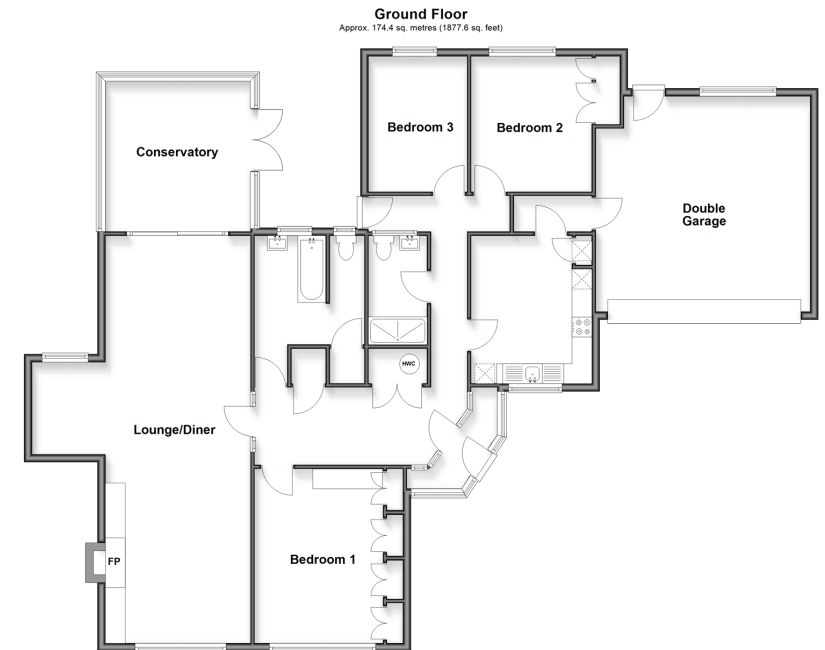 Ground Floor
Approx. 174.4 sq. metres (1877.6 sq. feet)
Bedroom 3
Bedroom 2
Conservatory
Double
Garage
HWC
Lounge/Diner
FP
Bedroom 1